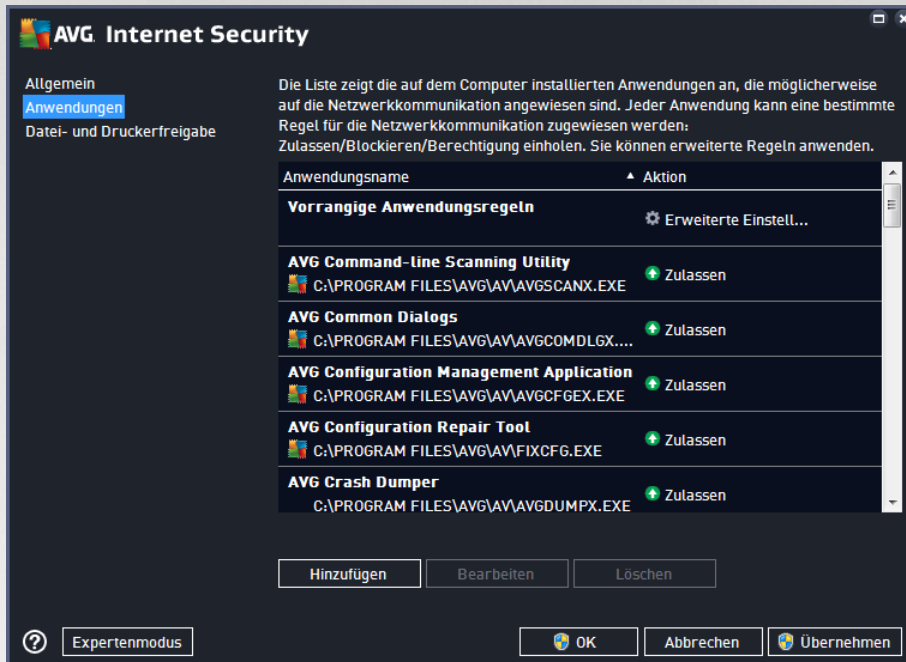 AVG Internet Security
Allgemein
Anwendungen
Datei- und Druckerfreigabe
Die Liste zeigt die auf dem Computer installierten Anwendungen an, die möglicherweise
auf die Netzwerkkommunikation angewiesen sind. Jeder Anwendung kann eine bestimmte
Regel für die Netzwerkkommunikation zugewiesen werden:
Zulassen/Blockieren/Berechtigung einholen. Sie können erweiterte Regeln anwenden.
Anwendungsname Aktion
Vorrangige Anwendungsregeln
Erweiterte Einstell...
AVG Command-line Scanning Utility
C:\PROGRAM FILES\AVG\AV\AVGSCANX.EXE
Zulassen
AVG Common Dialogs
C:\PROGRAM FILES\AVG\AV\AVGCOMDLGX....
Zulassen
AVG Configuration Management Application
C:\PROGRAM FILES\AVG\AV\AVGCFGEX.EXE
Zulassen
AVG Configuration Repair Tool
C:\PROGRAM FILES\AVG\AV\FIXCFG.EXE
Zulassen
AVG Crash Dumper
C:\PROGRAM FILES\AVG\AV\AVGDUMPX.EXE
Zulassen
Hinzufügen Bearbeiten Löschen
? Expertenmodus OK Abbrechen Übernehmen